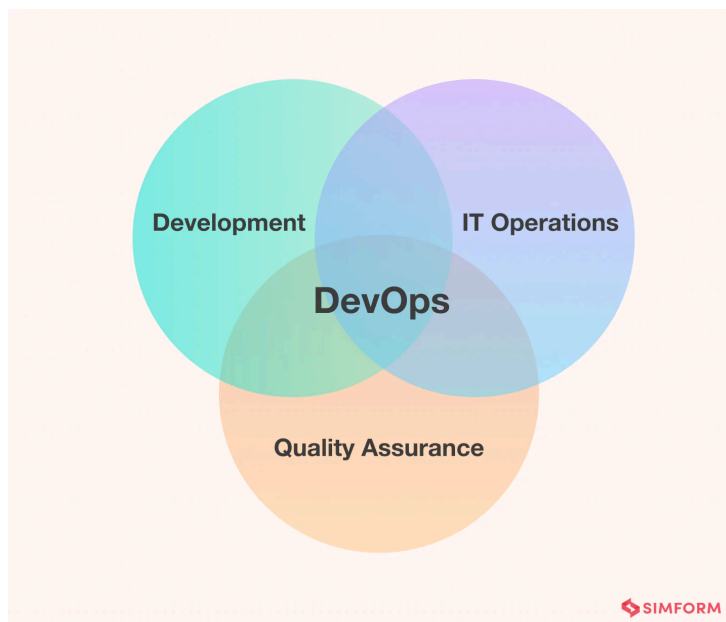 Development
IT Operations
DevOps
Quality Assurance
SIMFORM